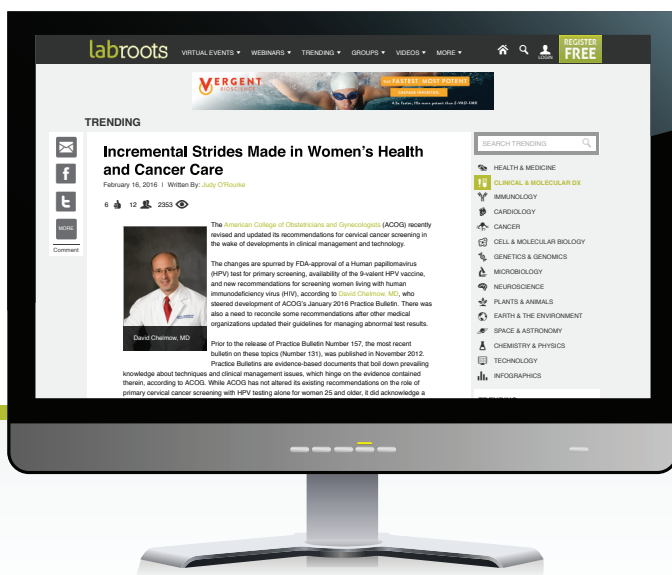 labroots
VIRTUAL EVENTS ▾ WEBINARS ▾ TRENDING ▾ GROUPS ▾ VIDEOS ▾ MORE ▾
LOGIN
REGISTER
FREE
VERGENT
BIOSCIENCE
THE FASTEST, MOST POTENT
TRENDING
SEARCH TRENDING
Incremental Strides Made in Women’s Health
and Cancer Care
February 16, 2016 | Written By: Judy O'Rourke
6 12 2353
MORE
Comment
The American College of Obstetricians and Gynecologists (ACOG) recently
revised and updated its recommendations for cervical cancer screening in
the wake of developments in clinical management and technology.
The changes are spurred by FDA-approval of a Human papillomavirus
(HPV) test for primary screening, availability of the 9-valent HPV vaccine,
and new recommendations for screening women living with human
immunodeficiency virus (HIV), according to David Chelmow, MD, who
steered development of ACOG's January 2016 Practice Bulletin. There was
also a need to reconcile some recommendations after other medical
organizations updated their guidelines for managing abnormal test results.
David Chelmow, MD
Prior to the release of Practice Bulletin Number 157, the most recent
bulletin on these topics (Number 131), was published in November 2012.
Practice Bulletins are evidence-based documents that boil down prevailing
knowledge about techniques and clinical management issues, which hinge on the evidence contained
therein, according to ACOG. While ACOG has not altered its existing recommendations on the role of
primary cervical cancer screening with HPV testing alone for women 25 and older, it did acknowledge a
HEALTH & MEDICINE
CLINICAL & MOLECULAR DX
IMMUNOLOGY
CARDIOLOGY
CANCER
CELL & MOLECULAR BIOLOGY
GENETICS & GENOMICS
MICROBIOLOGY
NEUROSCIENCE
PLANTS & ANIMALS
EARTH & THE ENVIRONMENT
SPACE & ASTRONOMY
CHEMISTRY & PHYSICS
TECHNOLOGY
INFOGRAPHICS